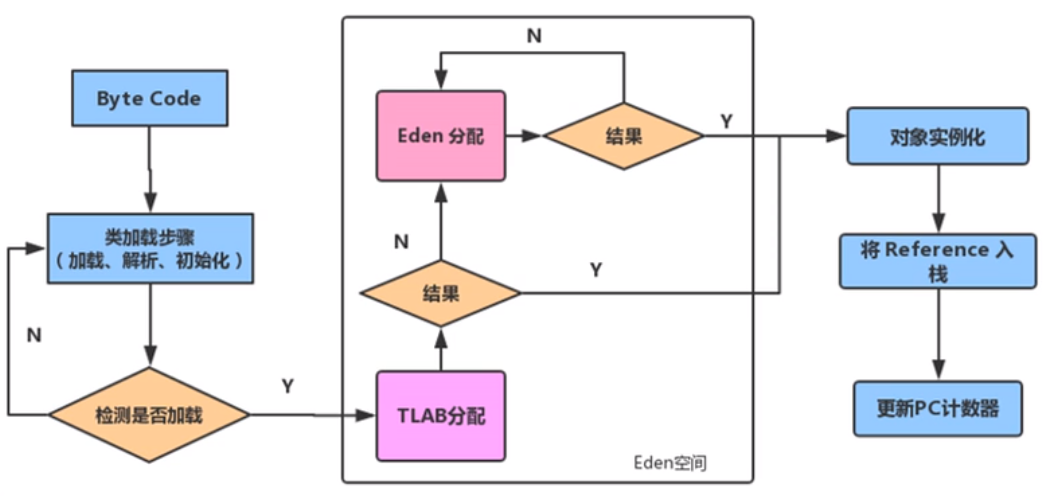 Byte Code
类加载步骤
（加载、解析、初始化）
N
检测是否加载
Y
N
Eden 分配
结果
Y
N
结果
Y
TLAB分配
Eden空间
对象实例化
将 Reference 入
栈
更新PC计数器